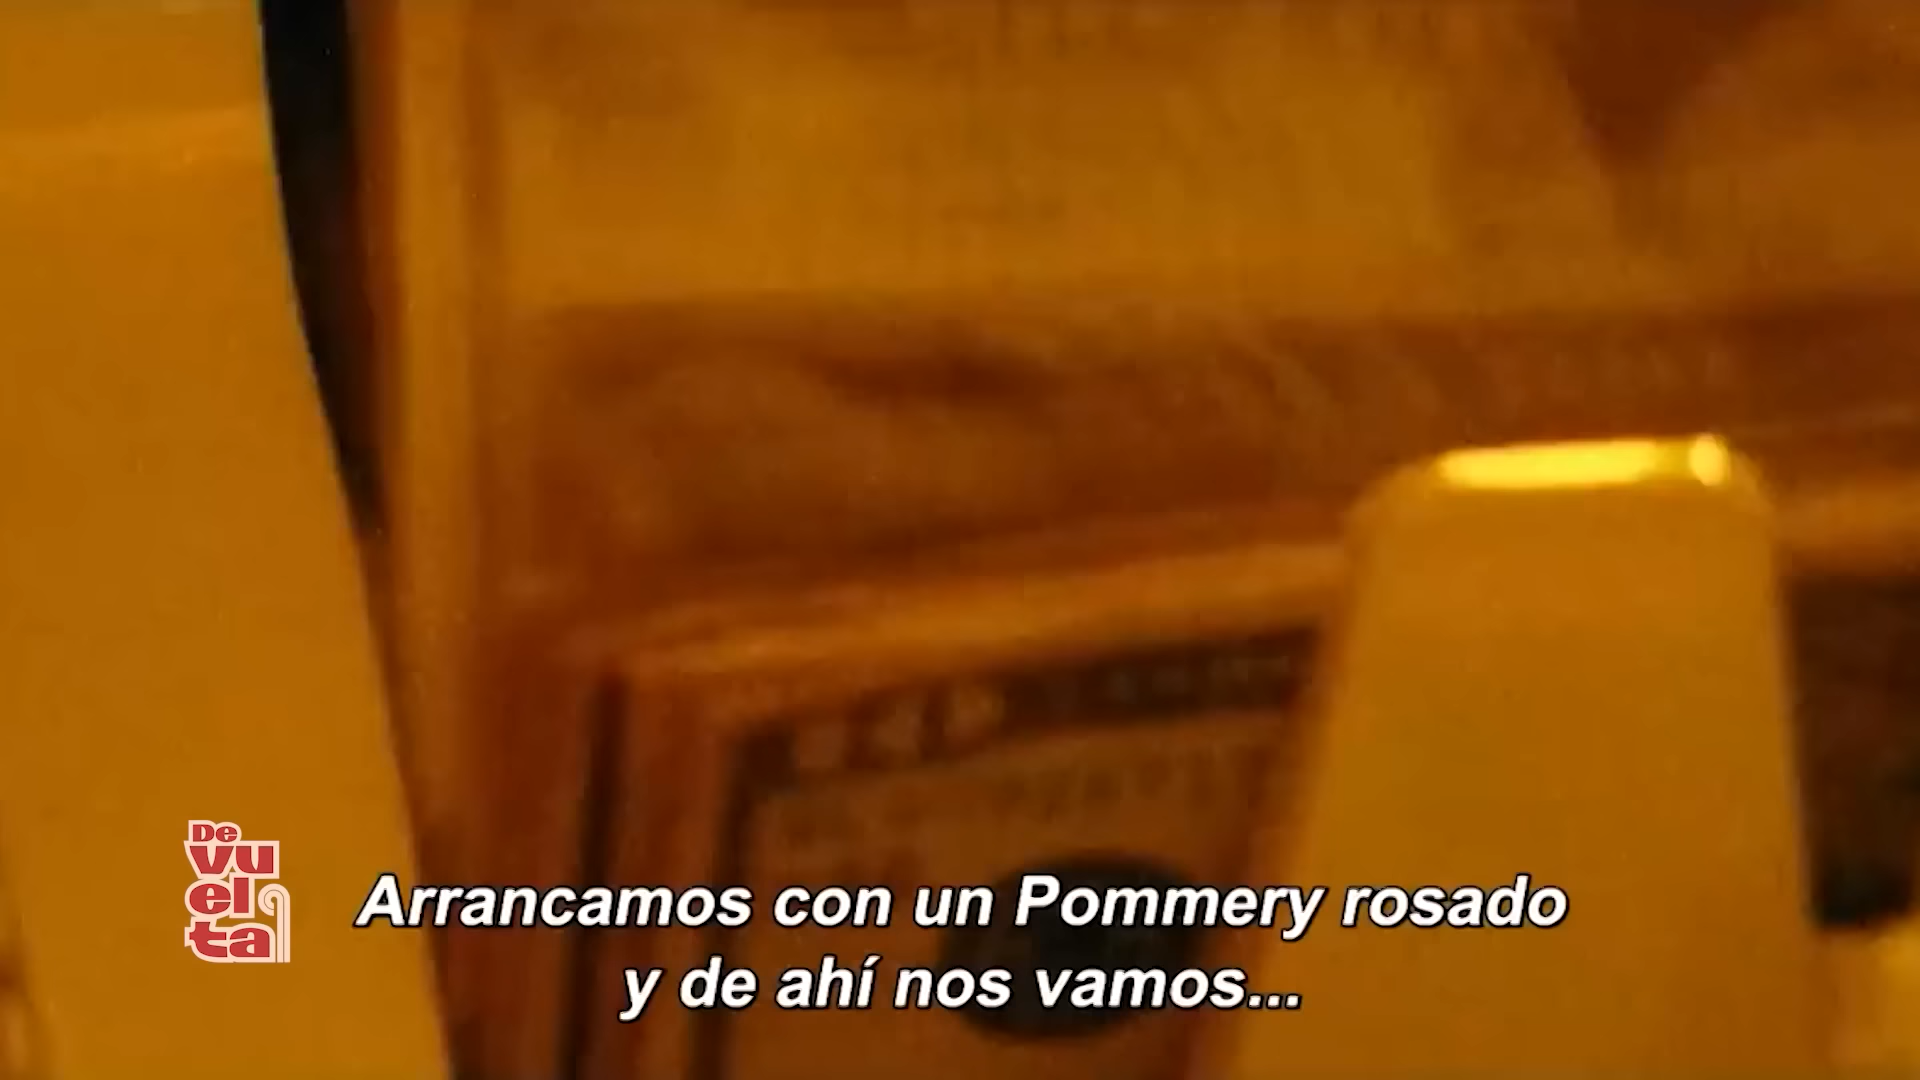 De
vu
el
ta
Arrancamos con un Pommery rosado
y de ahí nos vamos...